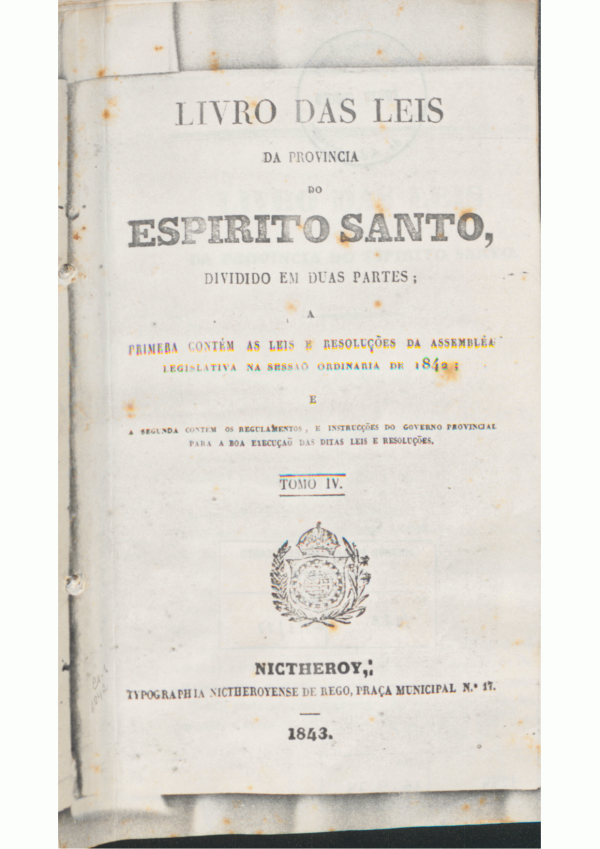 LIVRO DAS LEIS
DA PROVINCIA
DO
ESPIRITO SANTO,
DIVIDIDO EM DUAS PARTES;
A
PRIMERA CONTÉM AS LEIS E RESOLUÇÕES DA ASSEMBLÉA
LEGISLATIVA NA SESSAÕ ORDINARIA DE 1842;
E
A SEGUNDA CONTEM OS REGULAMENTOS, E INSTRUCÇÕES DO GOVERNO PROVINCIAL
PARA A BOA EXECUÇAÕ DAS DITAS LEIS E RESOLUÇÕES.
TOMO IV.
NICTHEROY,
TYPOGRAPHIA NICTHEROYENSE DE REGO, PRAÇA MUNICIPAL N.º 17.
1843.